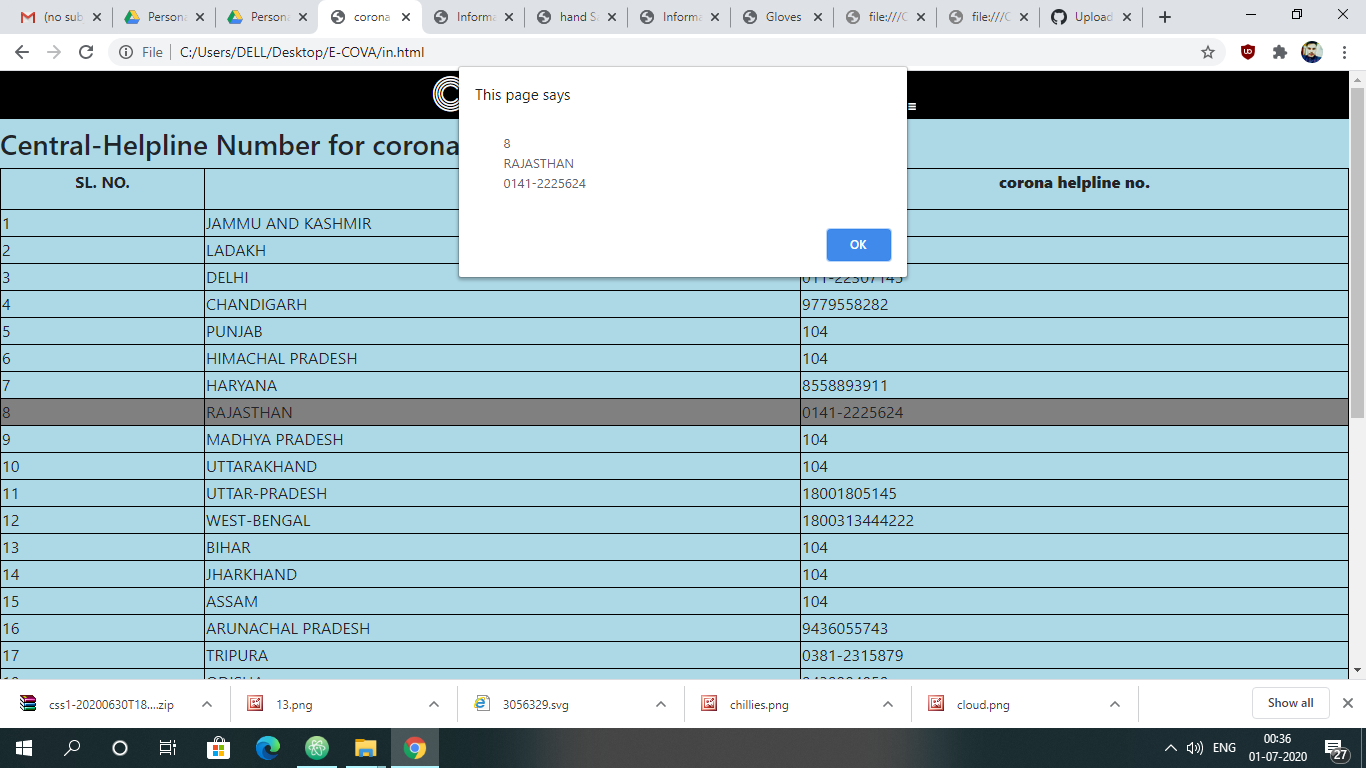 (no sub
Persona
Persona
corona
Informa
hand Sa
Informa
Gloves
file:///C
file:///C
Upload
File
C:/Users/DELL/Desktop/E-COVA/in.html
This page says
8
RAJASTHAN
0141-2225624
OK
Central-Helpline Number for corona
SL. NO. corona helpline no.
1 JAMMU AND KASHMIR
2 LADAKH
3 DELHI 011-22307145
4 CHANDIGARH 9779558282
5 PUNJAB 104
6 HIMACHAL PRADESH 104
7 HARYANA 8558893911
8 RAJASTHAN 0141-2225624
9 MADHYA PRADESH 104
10 UTTARAKHAND 104
11 UTTAR-PRADESH 18001805145
12 WEST-BENGAL 1800313444222
13 BIHAR 104
14 JHARKHAND 104
15 ASSAM 104
16 ARUNACHAL PRADESH 9436055743
17 TRIPURA 0381-2315879
css1-20200630T18....zip
13.png
3056329.svg
chillies.png
cloud.png
Show all
ENG
00:36
01-07-2020
27